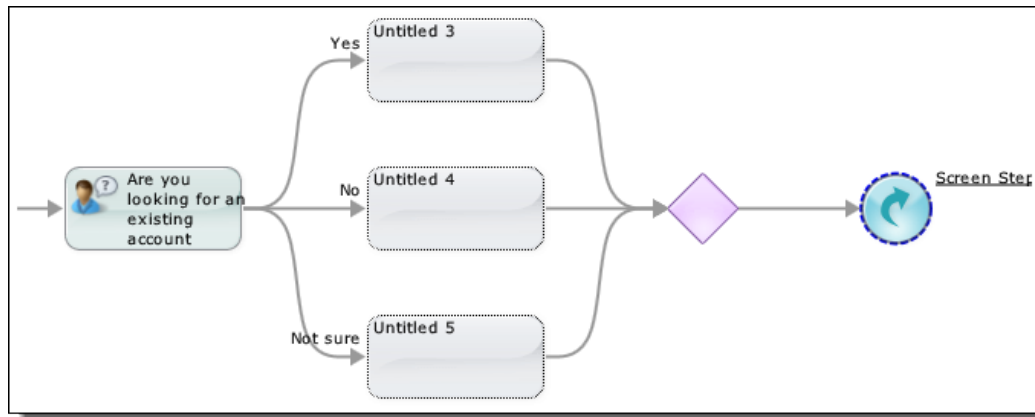 Yes
Untitled 3
Are you
looking for an
existing
account
?
No
Untitled 4
Not sure
Untitled 5
Screen Step